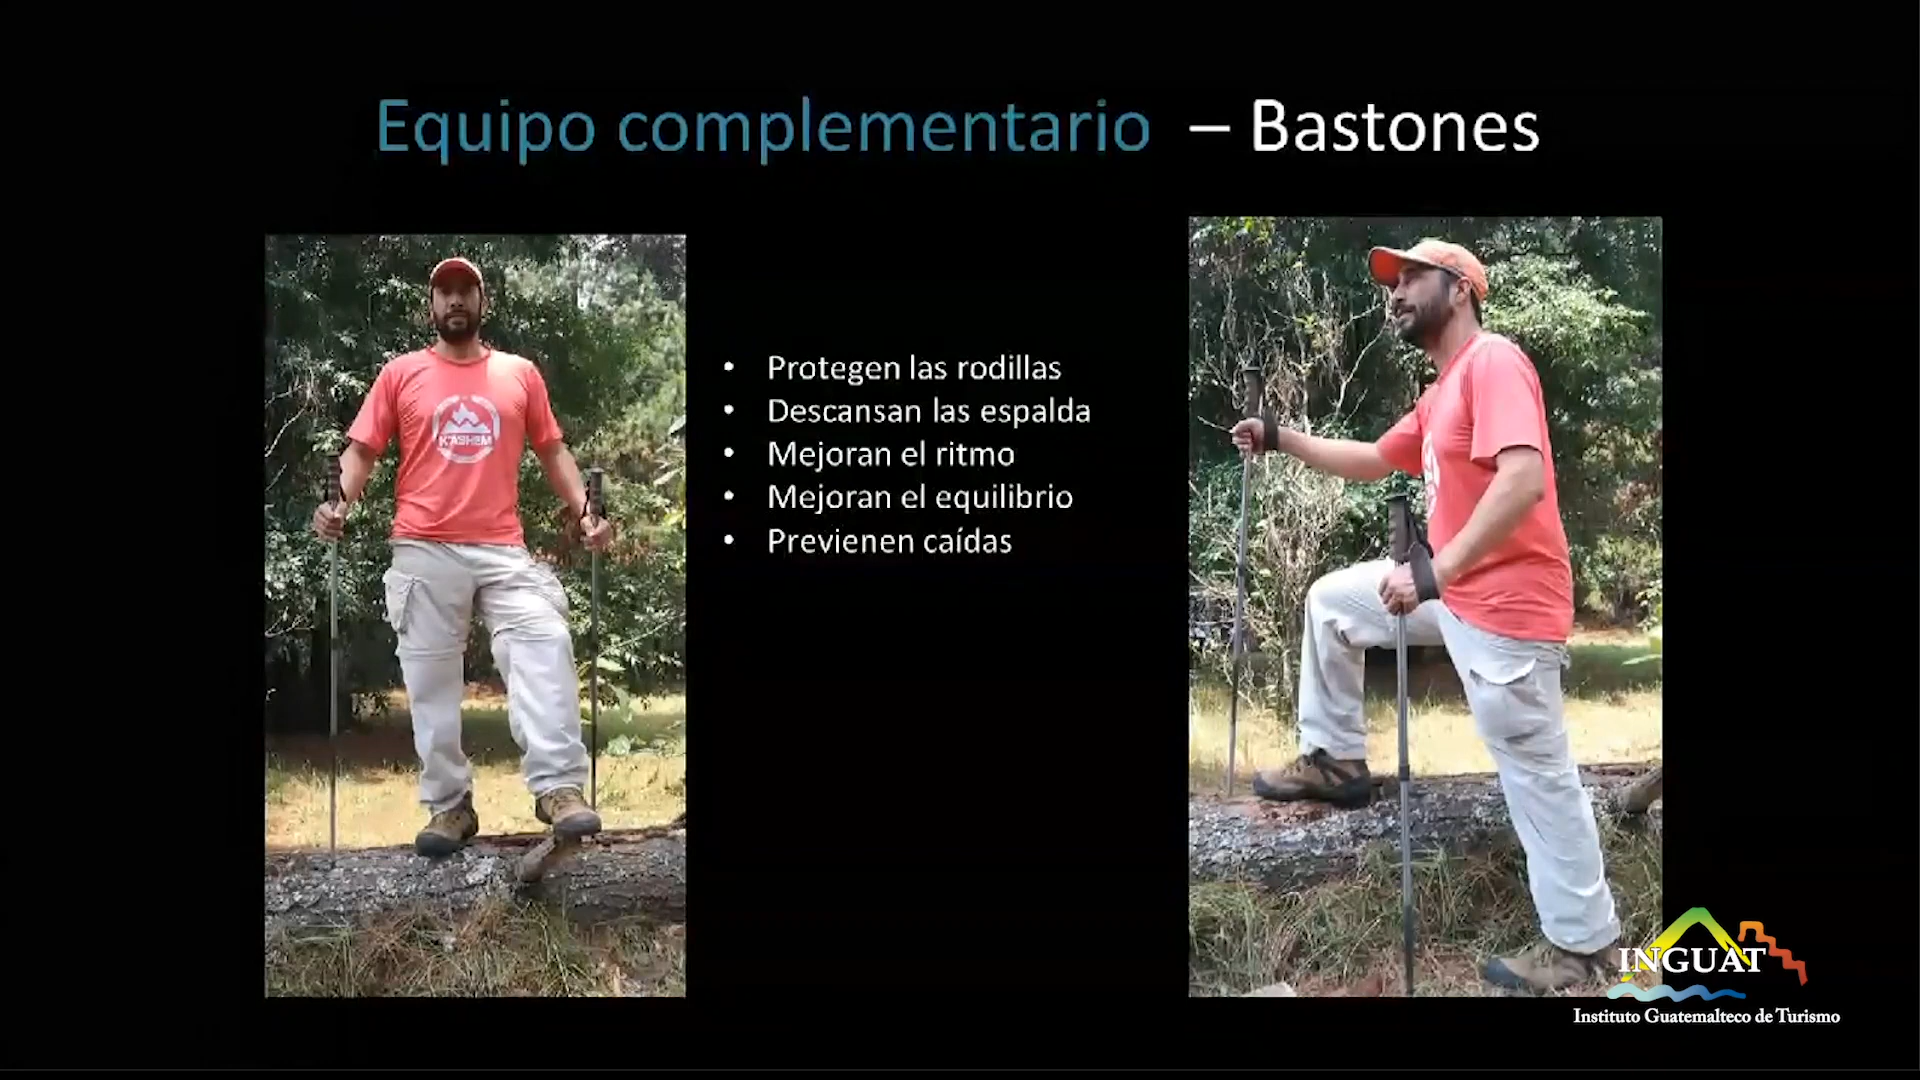 Equipo complementario – Bastones
• Protegen las rodillas
• Descansan las espalda
• Mejoran el ritmo
• Mejoran el equilibrio
• Previenen caídas
K'ASHEM
INGUAT
Instituto Guatemalteco de Turismo